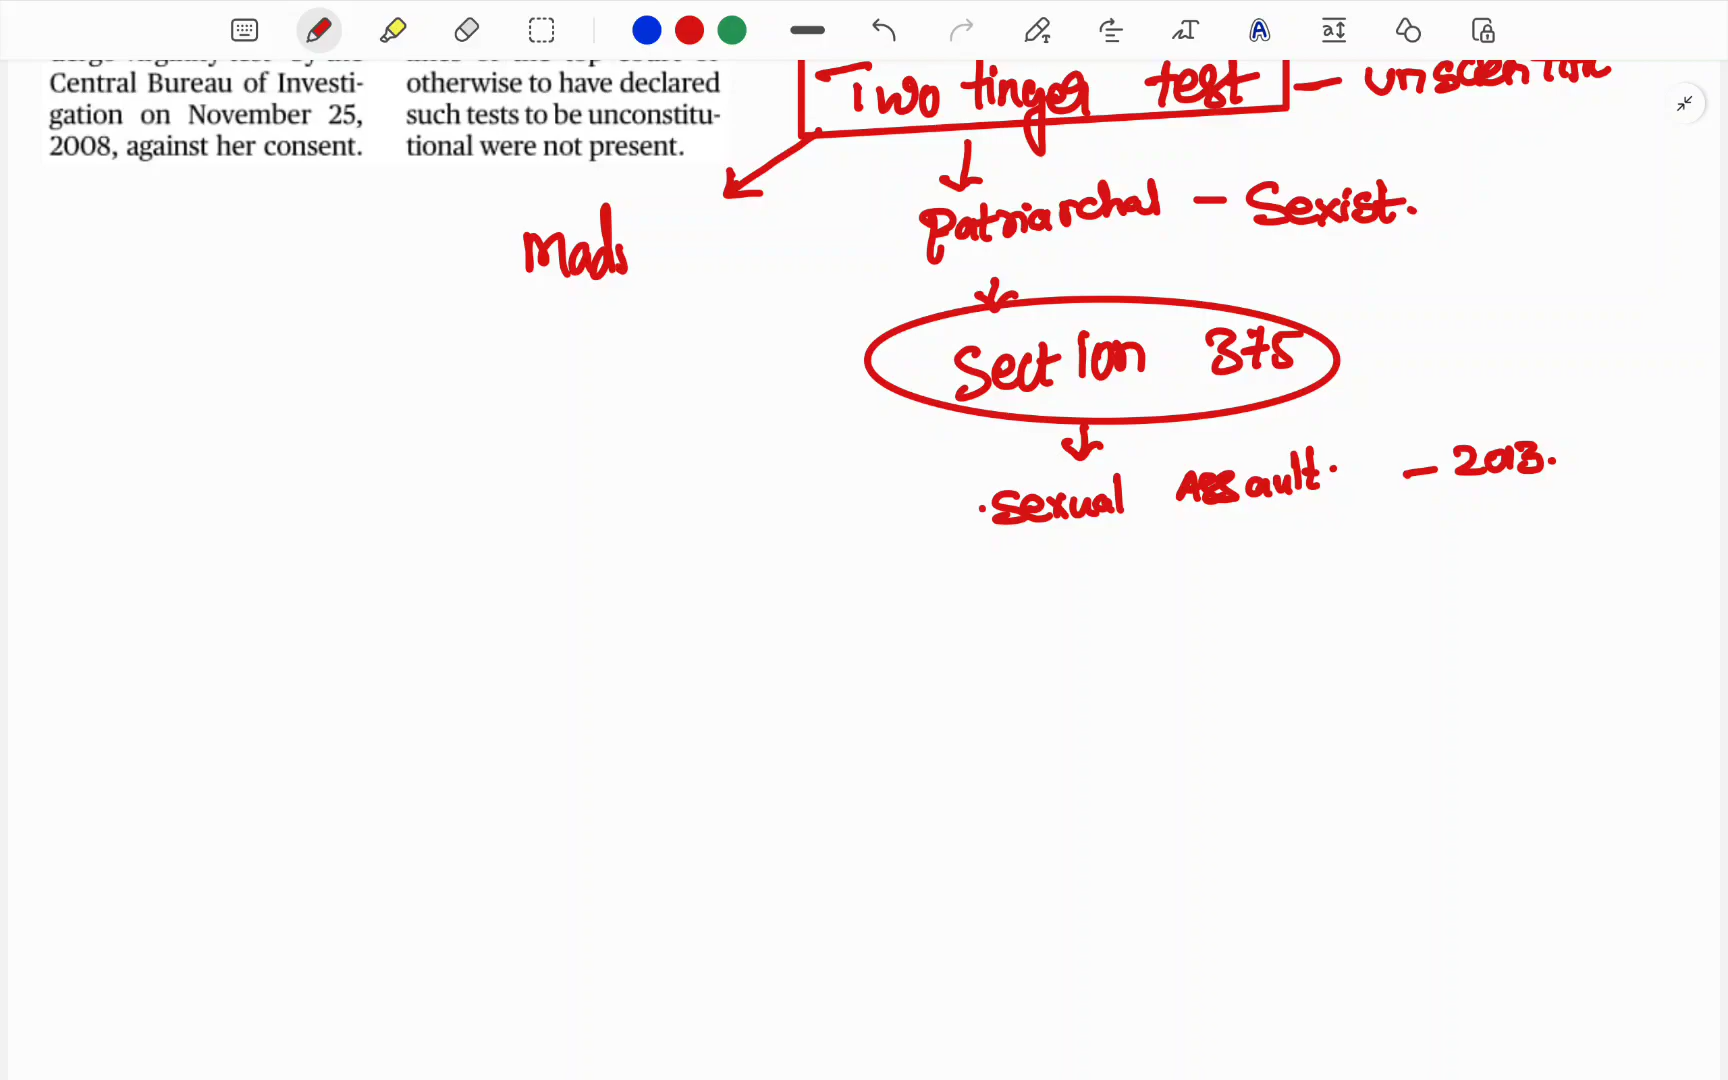 Central Bureau of Investi-
gation on November 25,
2008, against her consent.
otherwise to have declared
such tests to be unconstitu-
tional were not present.
Two finger test —
Patriarchal - Sexist.
Mads
Section 375
Sexual Assault. - 2013.